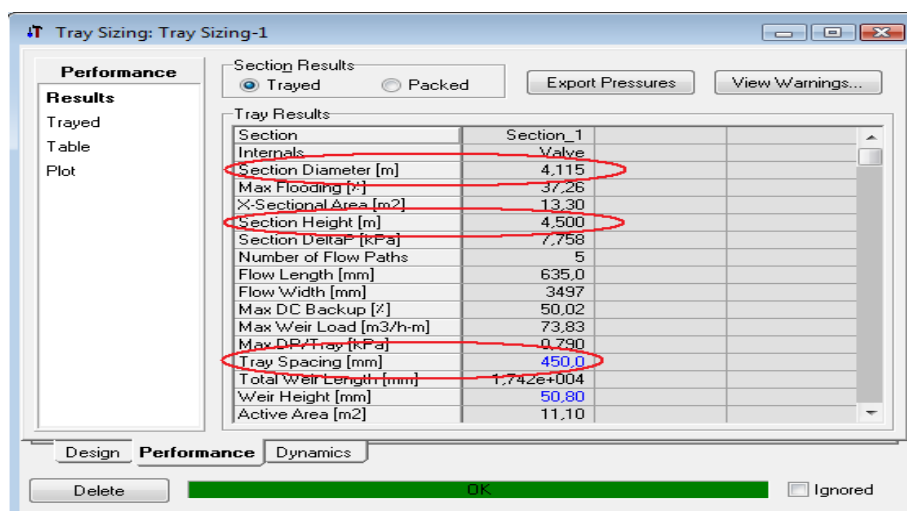 Tray Sizing: Tray Sizing-1
Performance
Results
Trayed
Table
Plot
Section Results
Trayed Packed
Export Pressures View Warnings...
Tray Results
Section Section_1
Internals Valve
Section Diameter [m] 4,115
Max Flooding [%] 37,26
X-Sectional Area [m2] 13,30
Section Height [m] 4,500
Section DeltaP [kPa] 7,758
Number of Flow Paths 5
Flow Length [mm] 635,0
Flow Width [mm] 3497
Max DC Backup [%] 50,02
Max Weir Load [m3/h-m] 73,83
Max DP/Tray [kPa] 0,790
Tray Spacing [mm] 450,0
Total Weir Length [mm] 1,742e+004
Weir Height [mm] 50,80
Active Area [m2] 11,10
Design Performance Dynamics
Delete OK Ignored